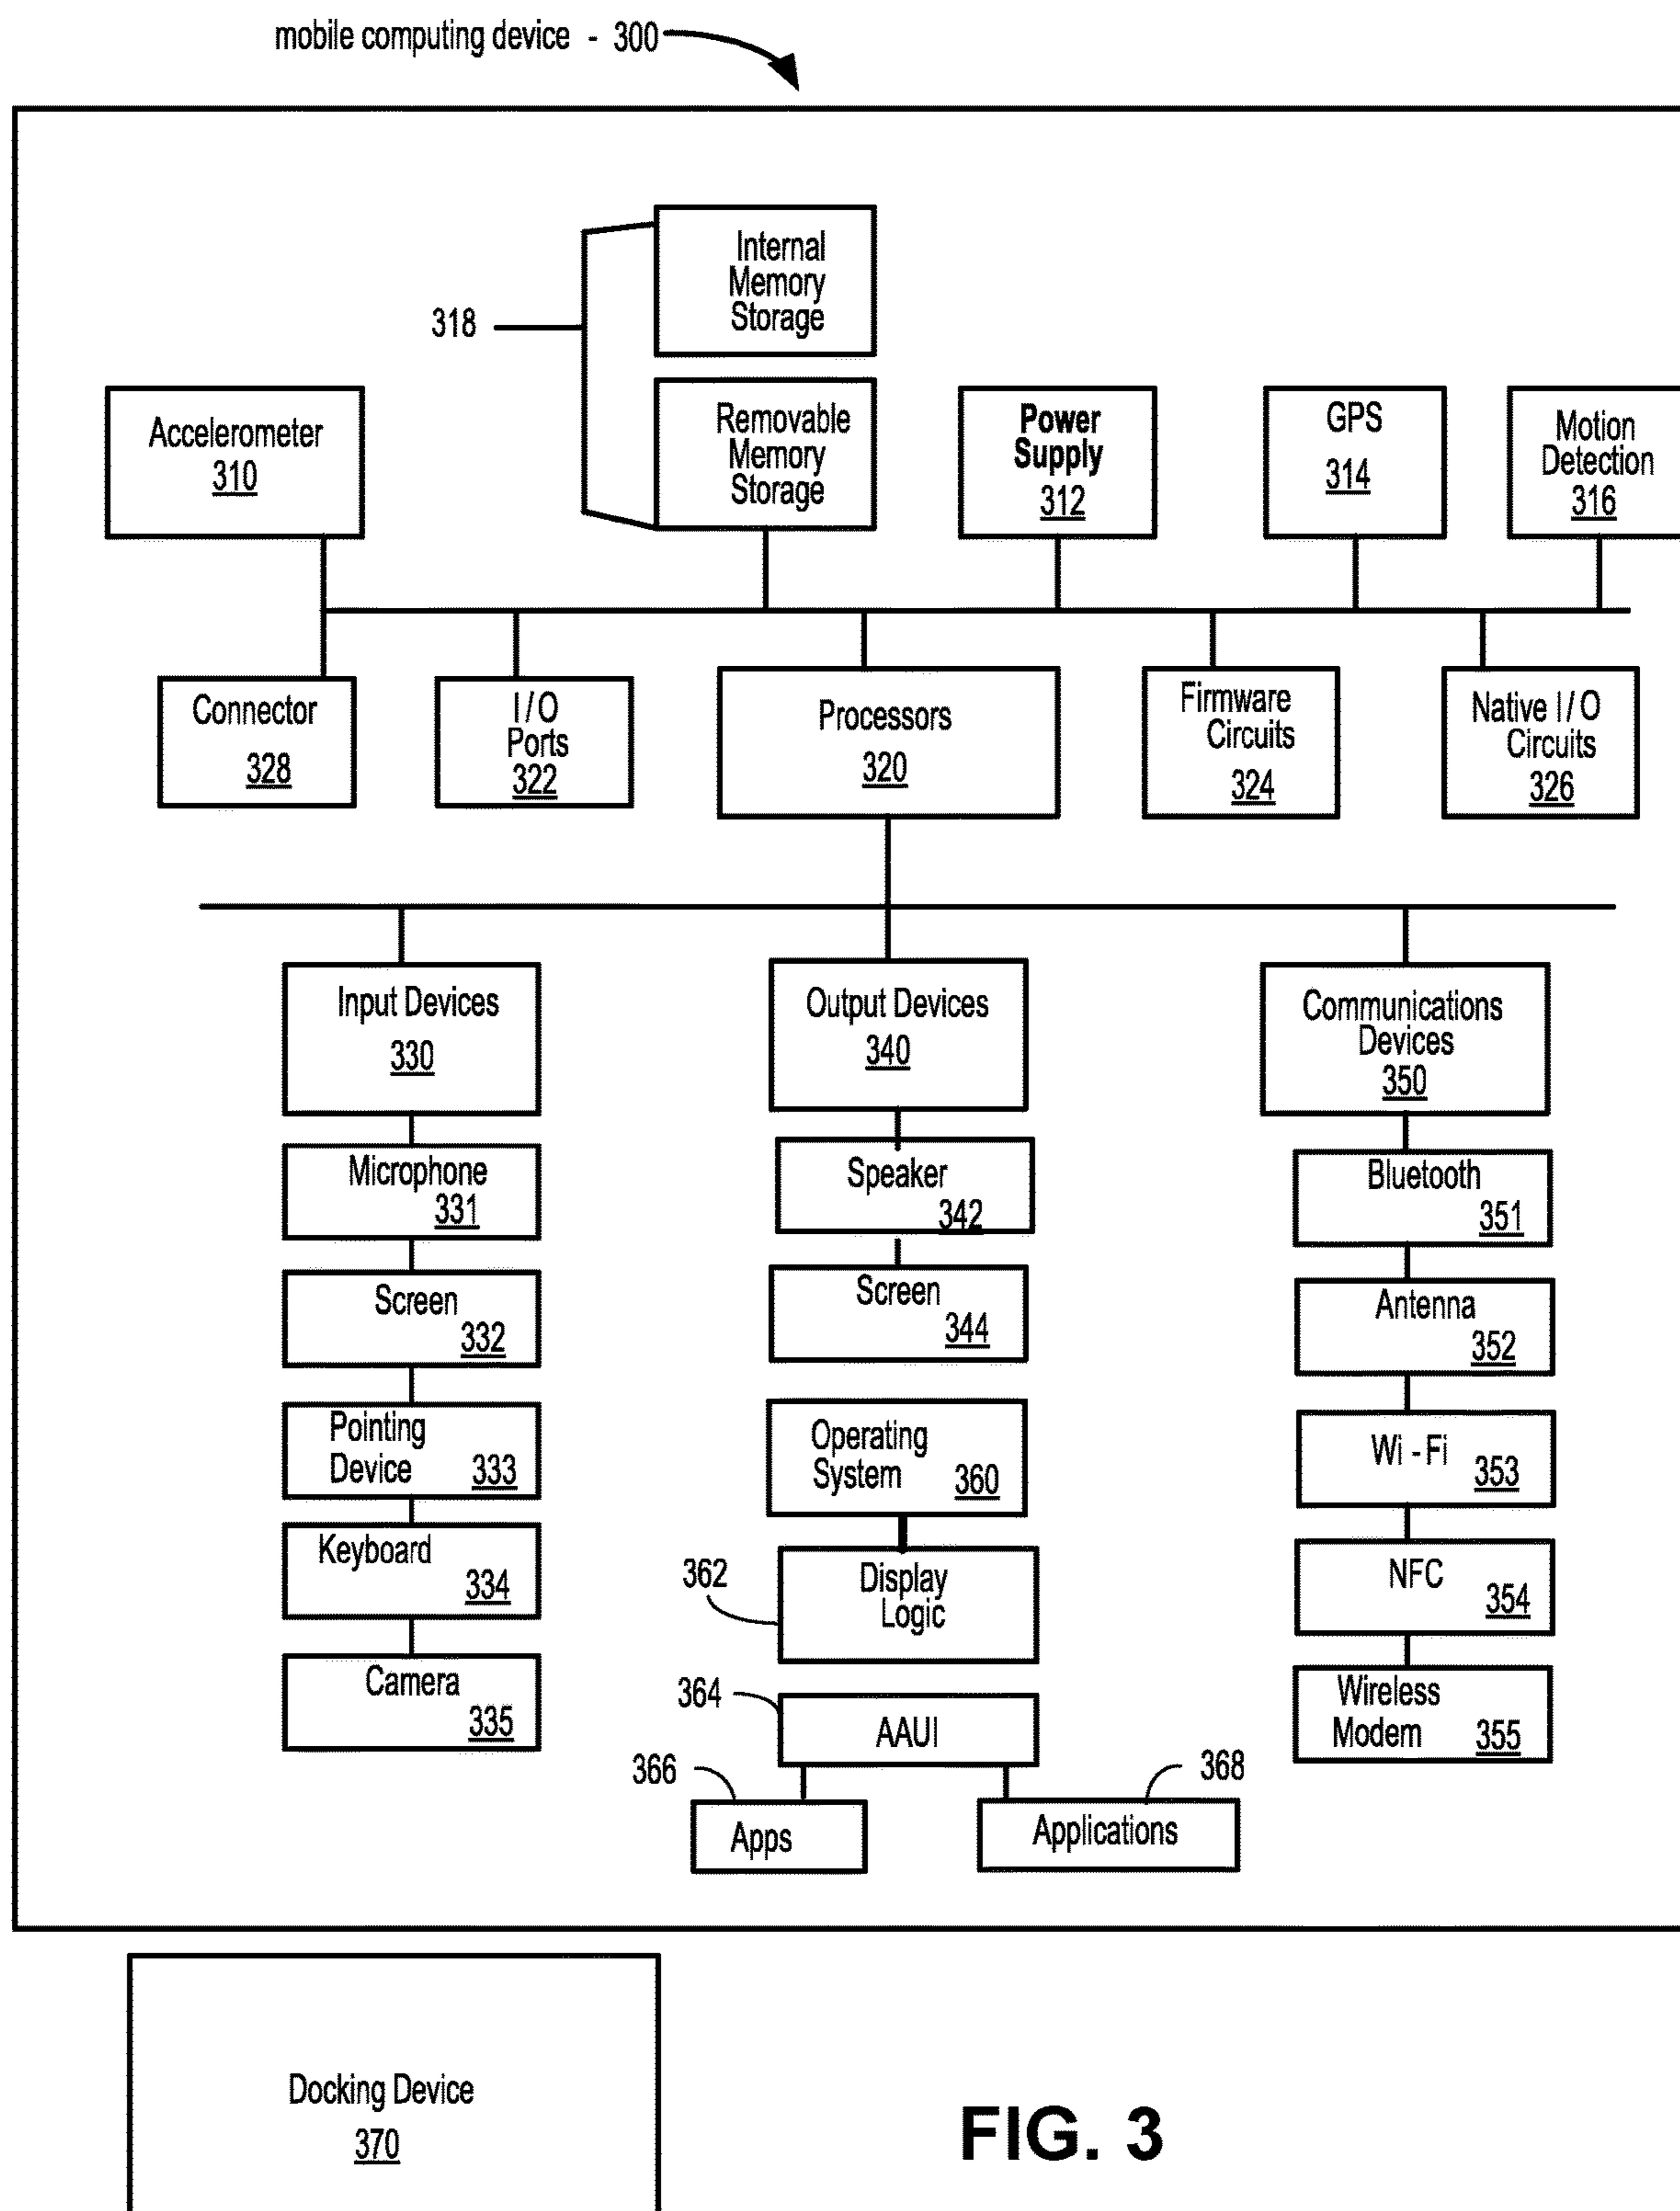 mobile computing device - 300
Internal
Memory
Storage
318
Removable
Memory
Storage
Accelerometer
310
Power
Supply
312
GPS
314
Motion
Detection
316
Connector
328
I / O
Ports
322
Processors
320
Firmware
Circuits
324
Native I / O
Circuits
326
Input Devices
330
Output Devices
340
Communications
Devices
350
Microphone
331
Speaker
342
Bluetooth
351
Screen
332
Screen
344
Antenna
352
Pointing
Device 333
Operating
System 360
Wi - Fi 353
Keyboard
334
362
Display
Logic
NFC
354
Camera
335
364
AAUI
Wireless
Modem 355
366
Apps
368
Applications
Docking Device
370
FIG. 3